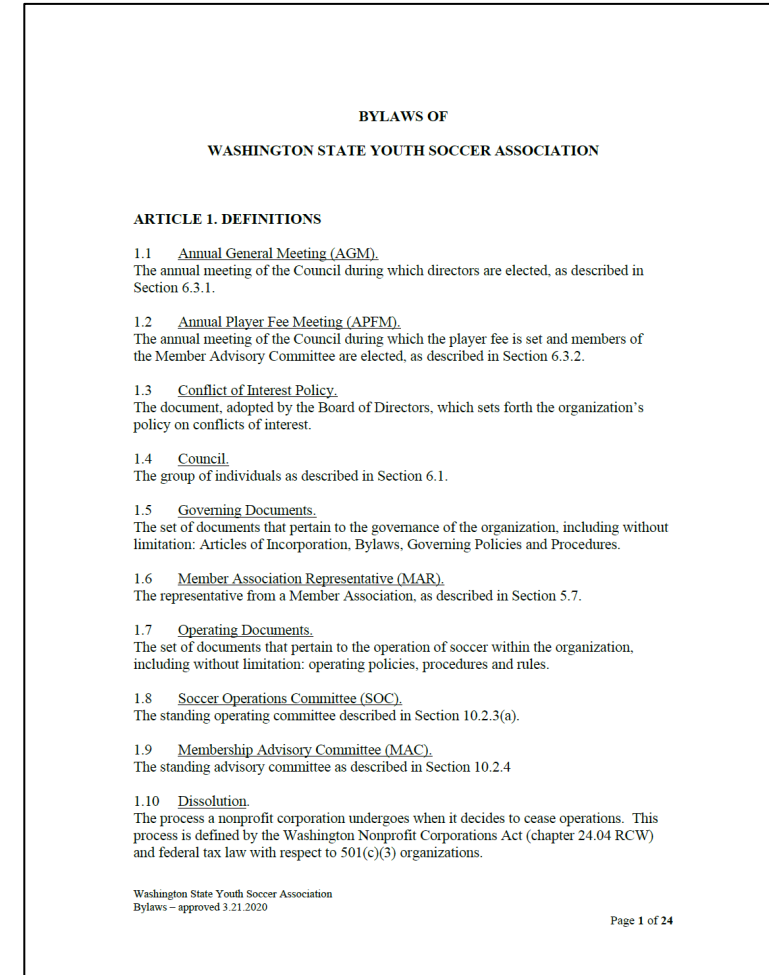 BYLAWS OF
WASHINGTON STATE YOUTH SOCCER ASSOCIATION
ARTICLE 1. DEFINITIONS
1.1 Annual General Meeting (AGM).
The annual meeting of the Council during which directors are elected, as described in
Section 6.3.1.
1.2 Annual Player Fee Meeting (APFM).
The annual meeting of the Council during which the player fee is set and members of
the Member Advisory Committee are elected, as described in Section 6.3.2.
1.3 Conflict of Interest Policy.
The document, adopted by the Board of Directors, which sets forth the organization's
policy on conflicts of interest.
1.4 Council.
The group of individuals as described in Section 6.1.
1.5 Governing Documents.
The set of documents that pertain to the governance of the organization, including without
limitation: Articles of Incorporation, Bylaws, Governing Policies and Procedures.
1.6 Member Association Representative (MAR).
The representative from a Member Association, as described in Section 5.7.
1.7 Operating Documents.
The set of documents that pertain to the operation of soccer within the organization,
including without limitation: operating policies, procedures and rules.
1.8 Soccer Operations Committee (SOC).
The standing operating committee described in Section 10.2.3(a).
1.9 Membership Advisory Committee (MAC).
The standing advisory committee as described in Section 10.2.4
1.10 Dissolution.
The process a nonprofit corporation undergoes when it decides to cease operations. This
process is defined by the Washington Nonprofit Corporations Act (chapter 24.04 RCW)
and federal tax law with respect to 501(c)(3) organizations.
Washington State Youth Soccer Association
Bylaws – approved 3.21.2020
Page 1 of 24